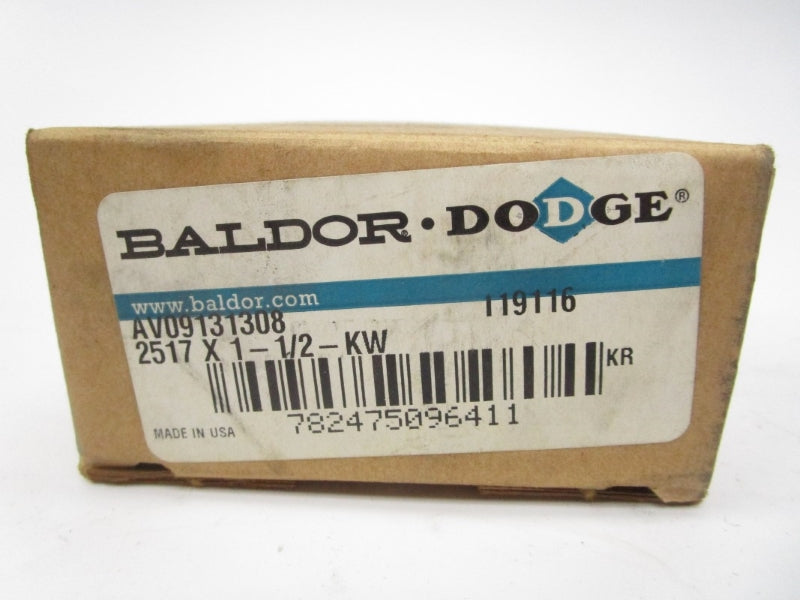 BALDOR. • DODGE®
www.baldor.com
AV09131308 119116
2517 X 1-1/2-KW
KR
782475096411
MADE IN USA